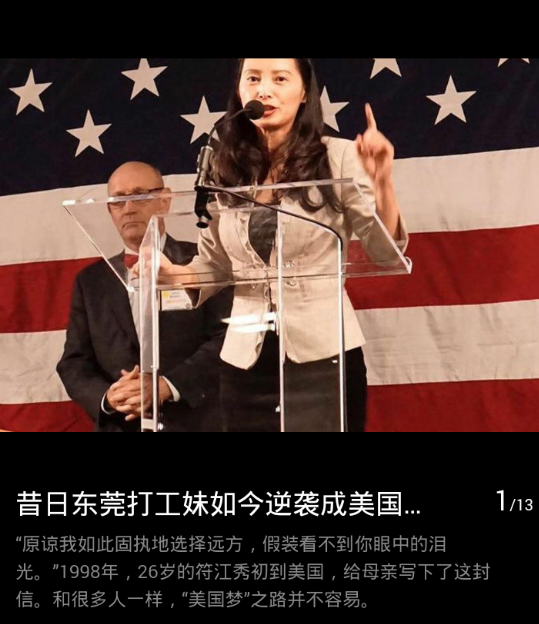 昔日东莞打工妹如今逆袭成美国...
1/13
“原谅我如此固执地选择远方，假装看不到你眼中的泪
光。”1998年，26岁的符江秀初到美国，给母亲写下了这封
信。和很多人一样，“美国梦”之路并不容易。